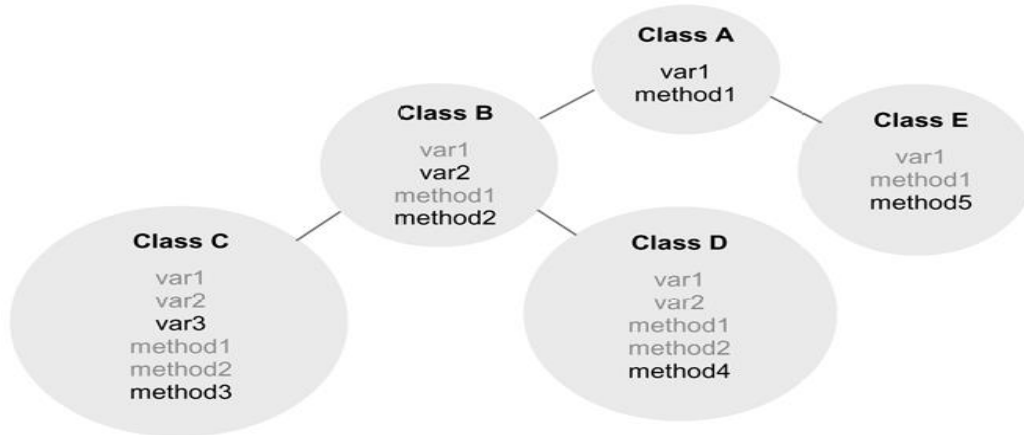 Class A
var1
method1
Class B
var1
var2
method1
method2
Class E
var1
method1
method5
Class C
var1
var2
var3
method1
method2
method3
Class D
var1
var2
method1
method2
method4